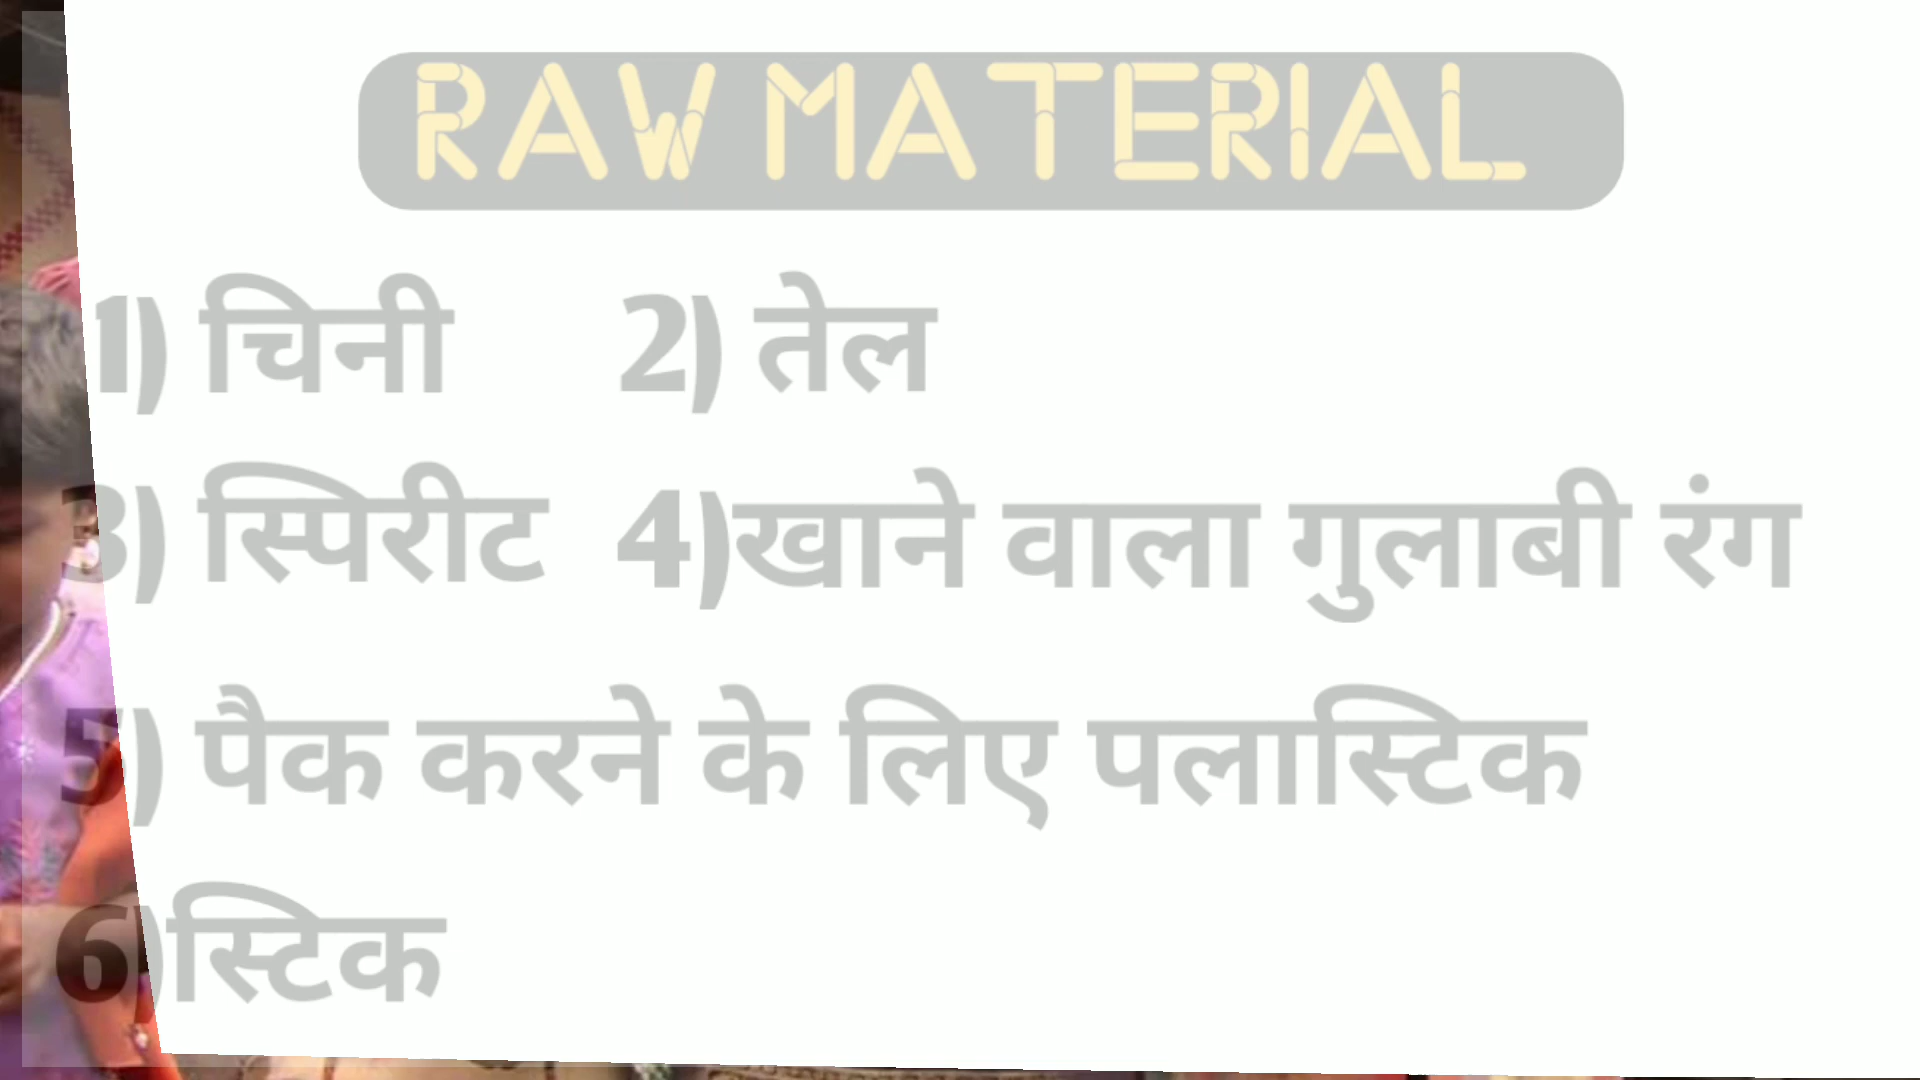 RAW MATERIAL
1) चिनी 2) तेल
3) स्पिरीट 4)खाने वाला गुलाबी रंग
5) पैक करने के लिए पलास्टिक
6)स्टिक